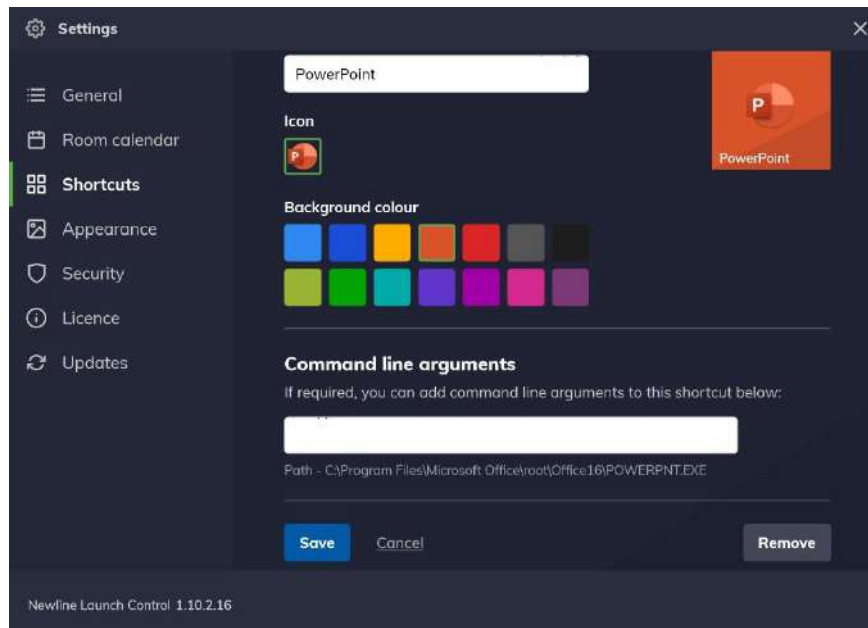 Settings
General
Room calendar
Shortcuts
Appearance
Security
Licence
Updates
PowerPoint
Icon
P
Background colour
P
PowerPoint
Command line arguments
If required, you can add command line arguments to this shortcut below:
Path - C:\Program Files\Microsoft Office\root\Office16\POWERPNT.EXE
Save
Cancel
Remove
Newline Launch Control 1.10.2.16